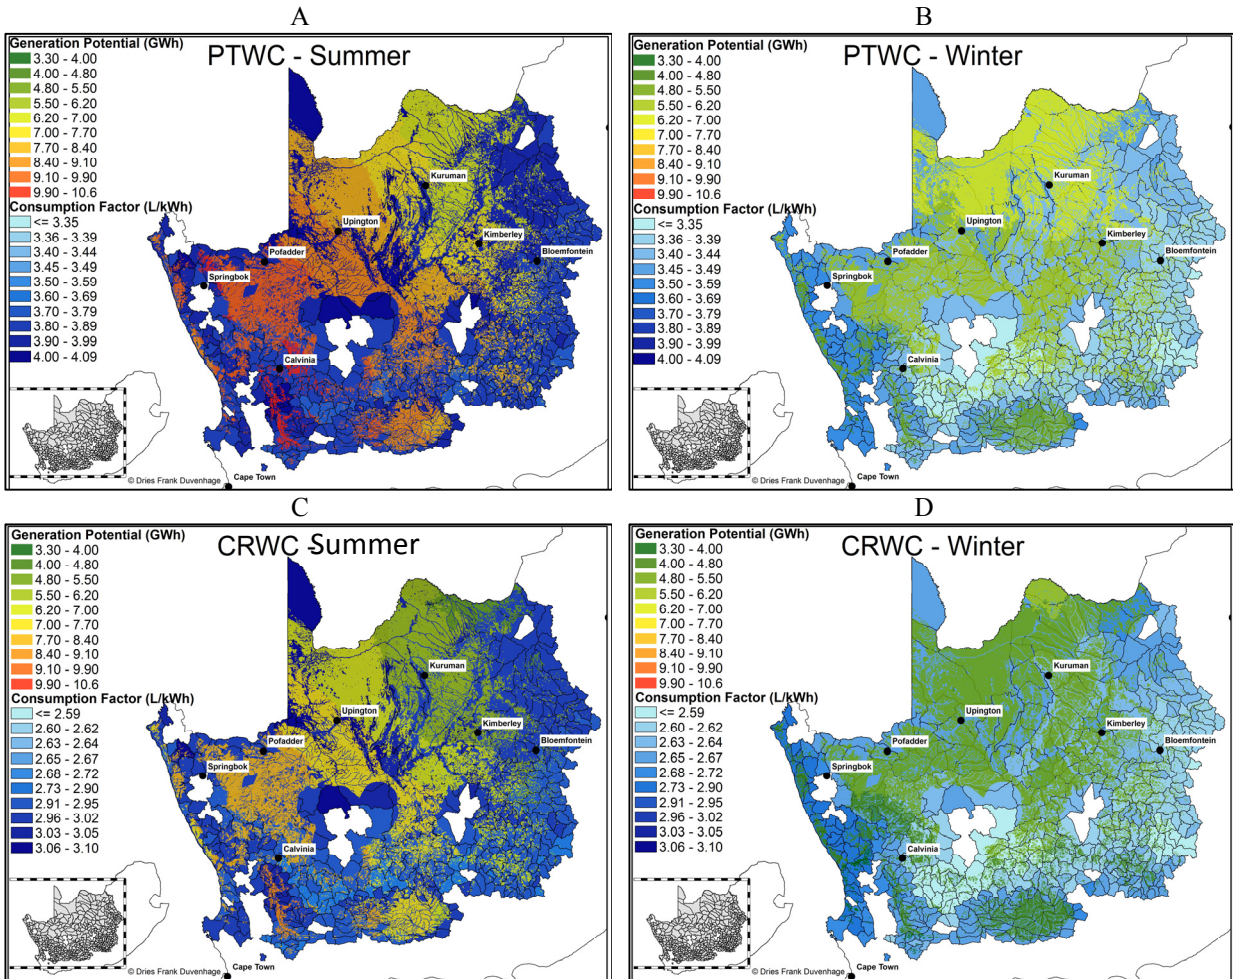 A
B
Generation Potential (GWh)
PTWC - Summer
3.30 - 4.00
4.00 - 4.80
4.80 - 5.50
5.50 - 6.20
6.20 - 7.00
7.00 - 7.70
7.70 - 8.40
8.40 - 9.10
9.10 - 9.90
9.90 - 10.6
Consumption Factor (L/kWh)
<= 3.35
3.36 - 3.39
3.40 - 3.44
3.45 - 3.49
3.50 - 3.59
3.60 - 3.69
3.70 - 3.79
3.80 - 3.89
3.90 - 3.99
4.00 - 4.09
Kuruman
Upington
Kimberley
Bloemfontein
Pofadder
Springbok
Calvinia
Cape Town
© Dries Frank Duvenhage
Generation Potential (GWh)
PTWC - Winter
3.30 - 4.00
4.00 - 4.80
4.80 - 5.50
5.50 - 6.20
6.20 - 7.00
7.00 - 7.70
7.70 - 8.40
8.40 - 9.10
9.10 - 9.90
9.90 - 10.6
Consumption Factor (L/kWh)
<= 3.35
3.36 - 3.39
3.40 - 3.44
3.45 - 3.49
3.50 - 3.59
3.60 - 3.69
3.70 - 3.79
3.80 - 3.89
3.90 - 3.99
4.00 - 4.09
Kuruman
Upington
Kimberley
Bloemfontein
Pofadder
Springbok
Calvinia
Cape Town
© Dries Frank Duvenhage
C
D
Generation Potential (GWh)
CRWC - Summer
3.30 - 4.00
4.00 - 4.80
4.80 - 5.50
5.50 - 6.20
6.20 - 7.00
7.00 - 7.70
7.70 - 8.40
8.40 - 9.10
9.10 - 9.90
9.90 - 10.6
Consumption Factor (L/kWh)
<= 2.59
2.60 - 2.62
2.63 - 2.64
2.65 - 2.67
2.68 - 2.72
2.73 - 2.90
2.91 - 2.95
2.96 - 3.02
3.03 - 3.05
3.06 - 3.10
Kuruman
Upington
Kimberley
Bloemfontein
Pofadder
Springbok
Calvinia
Cape Town
© Dries Frank Duvenhage
Generation Potential (GWh)
CRWC - Winter
3.30 - 4.00
4.00 - 4.80
4.80 - 5.50
5.50 - 6.20
6.20 - 7.00
7.00 - 7.70
7.70 - 8.40
8.40 - 9.10
9.10 - 9.90
9.90 - 10.6
Consumption Factor (L/kWh)
<= 2.59
2.60 - 2.62
2.63 - 2.64
2.65 - 2.67
2.68 - 2.72
2.73 - 2.90
2.91 - 2.95
2.96 - 3.02
3.03 - 3.05
3.06 - 3.10
Kuruman
Upington
Kimberley
Bloemfontein
Pofadder
Springbok
Calvinia
Cape Town
© Dries Frank Duvenhage